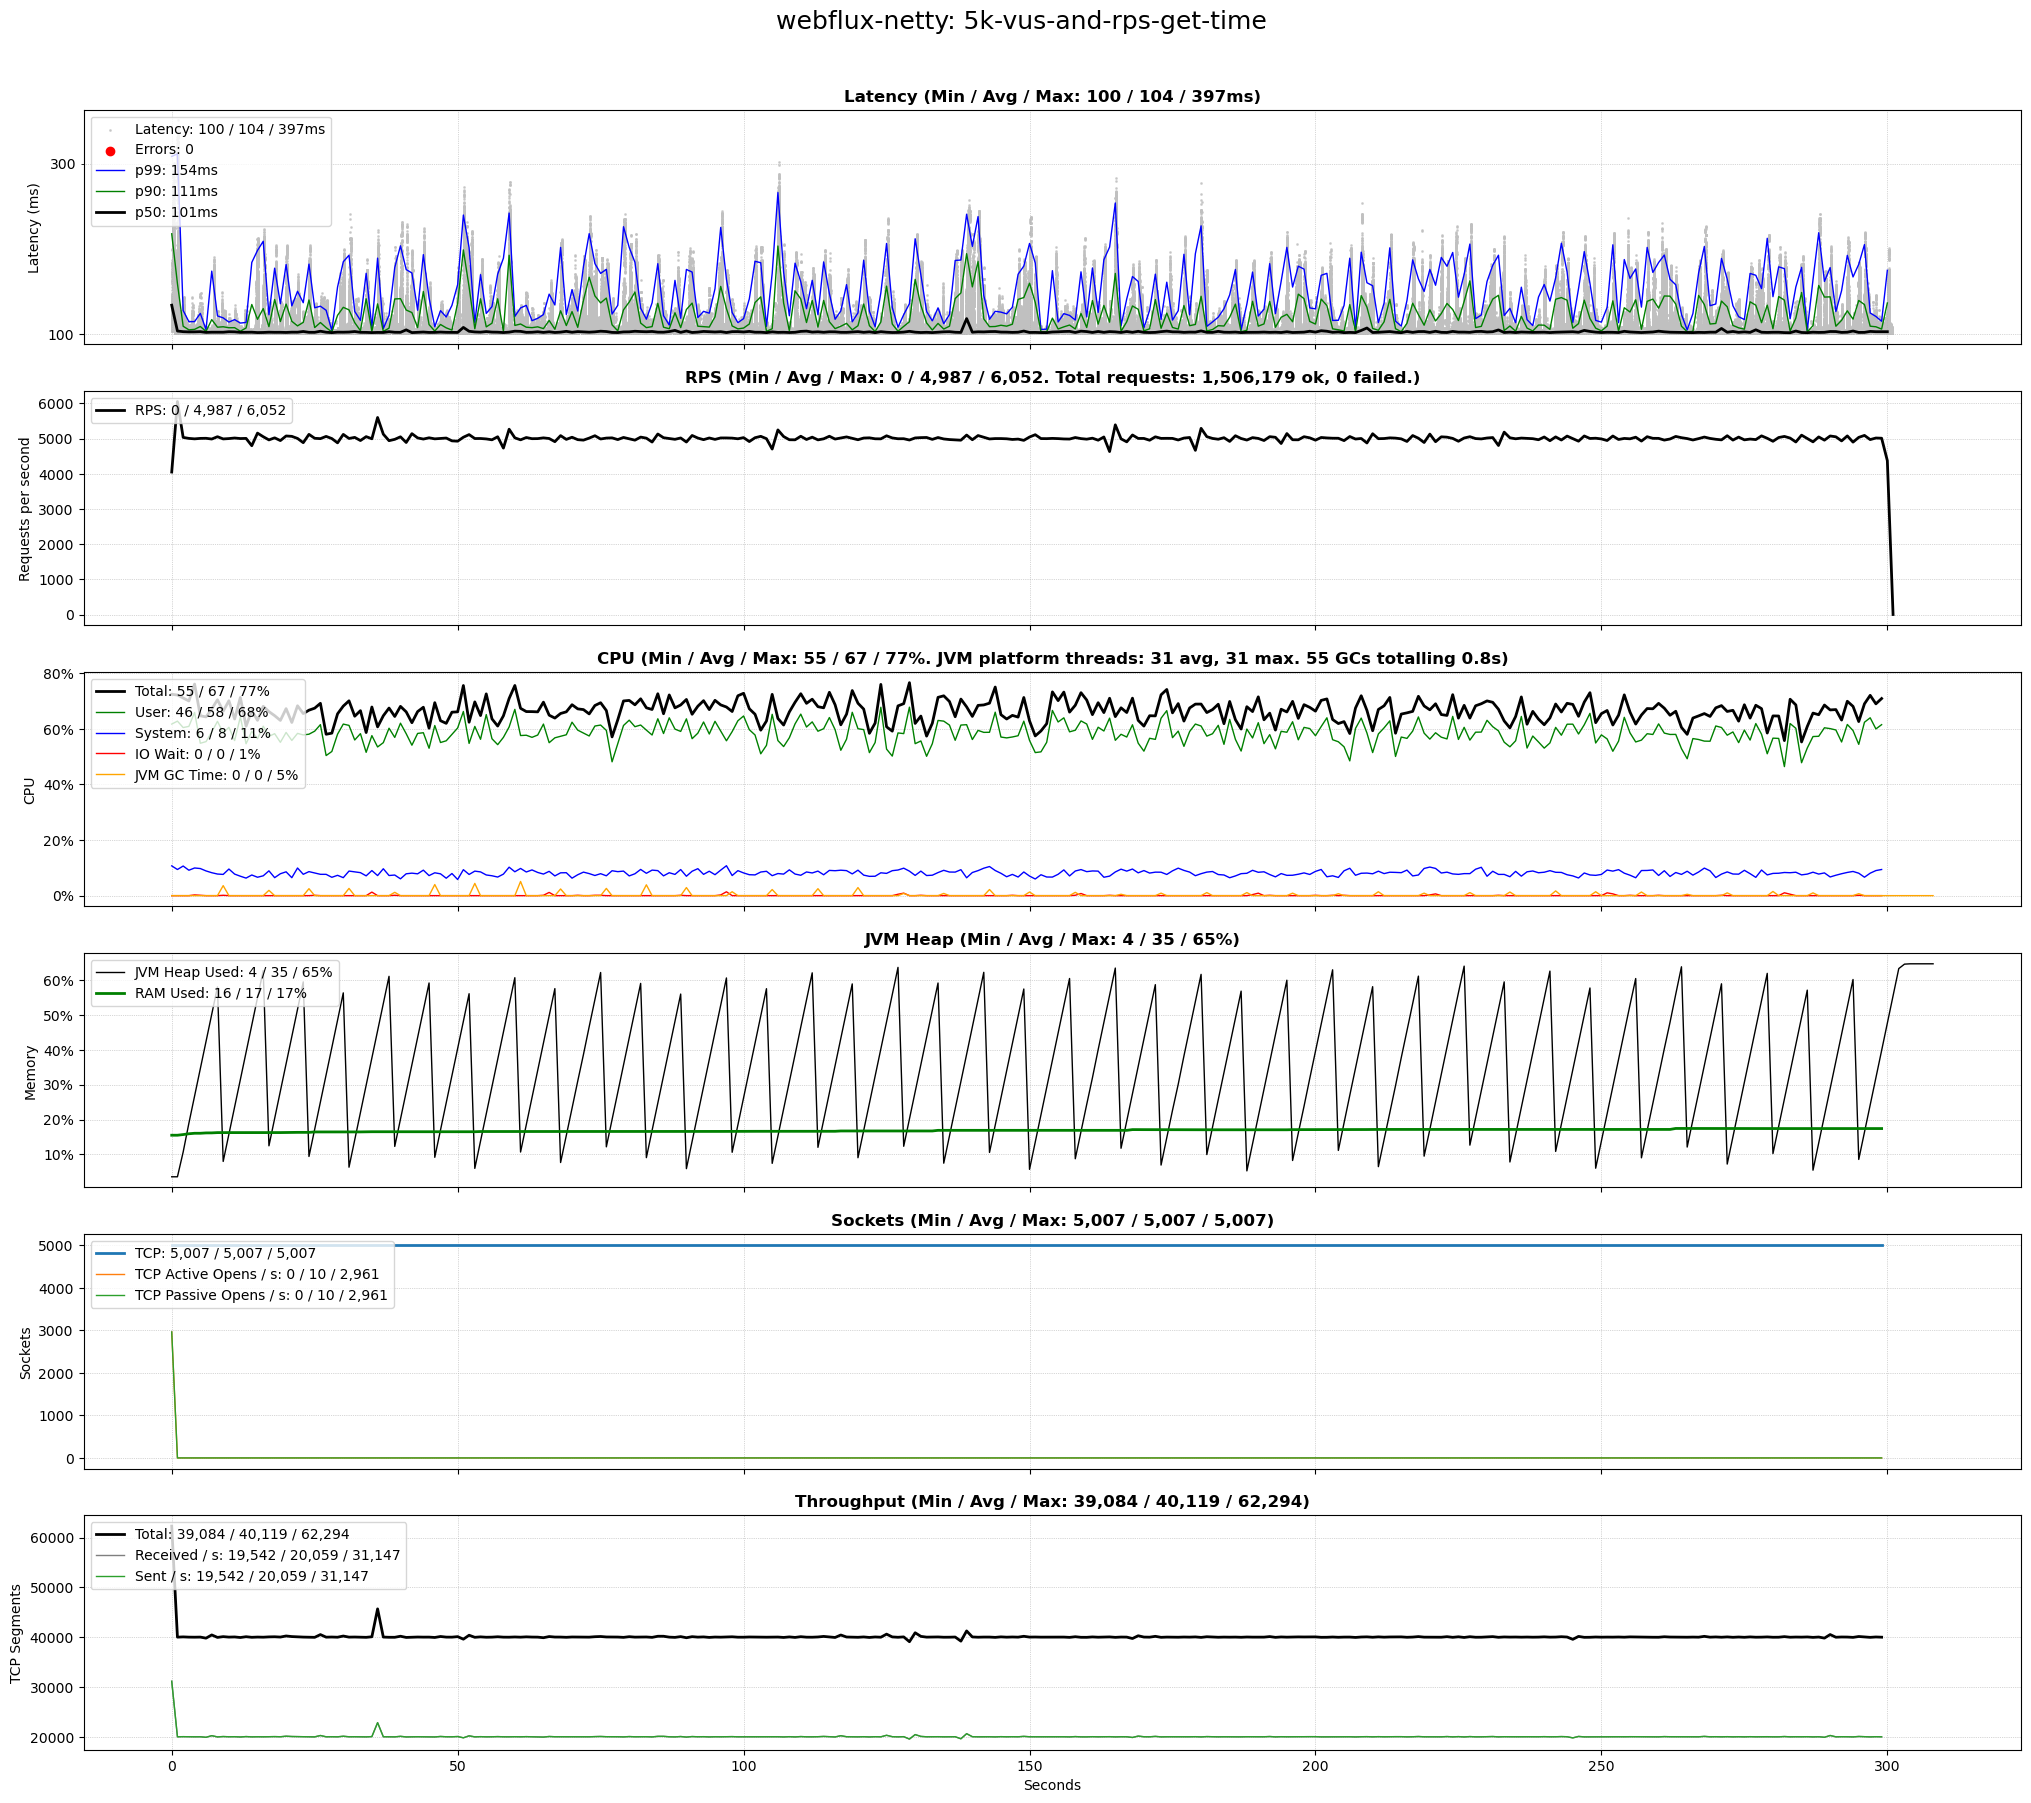 webflux-netty: 5k-vus-and-rps-get-time
Latency (Min / Avg / Max: 100 / 104 / 397ms)
Latency (ms)
300
100
Latency: 100 / 104 / 397ms
Errors: 0
p99: 154ms
p90: 111ms
p50: 101ms
RPS (Min / Avg / Max: 0 / 4,987 / 6,052. Total requests: 1,506,179 ok, 0 failed.)
Requests per second
6000
5000
4000
3000
2000
1000
0
RPS: 0 / 4,987 / 6,052
CPU (Min / Avg / Max: 55 / 67 / 77%. JVM platform threads: 31 avg, 31 max. 55 GCs totalling 0.8s)
CPU
80%
60%
40%
20%
0%
Total: 55 / 67 / 77%
User: 46 / 58 / 68%
System: 6 / 8 / 11%
IO Wait: 0 / 0 / 1%
JVM GC Time: 0 / 0 / 5%
JVM Heap (Min / Avg / Max: 4 / 35 / 65%)
Memory
60%
50%
40%
30%
20%
10%
JVM Heap Used: 4 / 35 / 65%
RAM Used: 16 / 17 / 17%
Sockets (Min / Avg / Max: 5,007 / 5,007 / 5,007)
Sockets
5000
4000
3000
2000
1000
0
TCP: 5,007 / 5,007 / 5,007
TCP Active Opens / s: 0 / 10 / 2,961
TCP Passive Opens / s: 0 / 10 / 2,961
Throughput (Min / Avg / Max: 39,084 / 40,119 / 62,294)
TCP Segments
60000
50000
40000
30000
20000
Total: 39,084 / 40,119 / 62,294
Received / s: 19,542 / 20,059 / 31,147
Sent / s: 19,542 / 20,059 / 31,147
0 50 100 150 200 250 300
Seconds